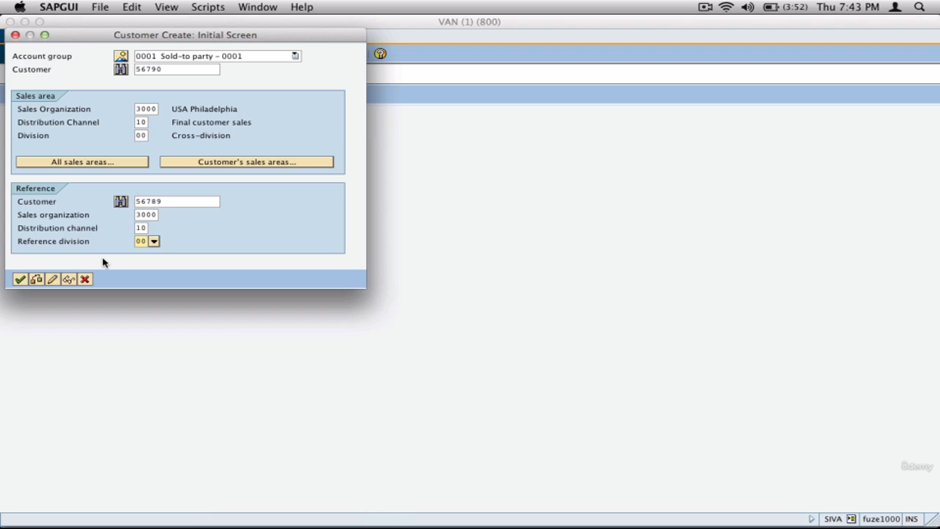 SAPGUI File Edit View Scripts Window Help (3:52) Thu 7:43 PM
VAN (1) (800)
Customer Create: Initial Screen
Account group 0001 Sold-to party - 0001
Customer 56790
Sales area
Sales Organization 3000 USA Philadelphia
Distribution Channel 10 Final customer sales
Division 00 Cross-division
All sales areas... Customer's sales areas...
Reference
Customer 56789
Sales organization 3000
Distribution channel 10
Reference division 00
Udemy
SIVA fuze1000 INS